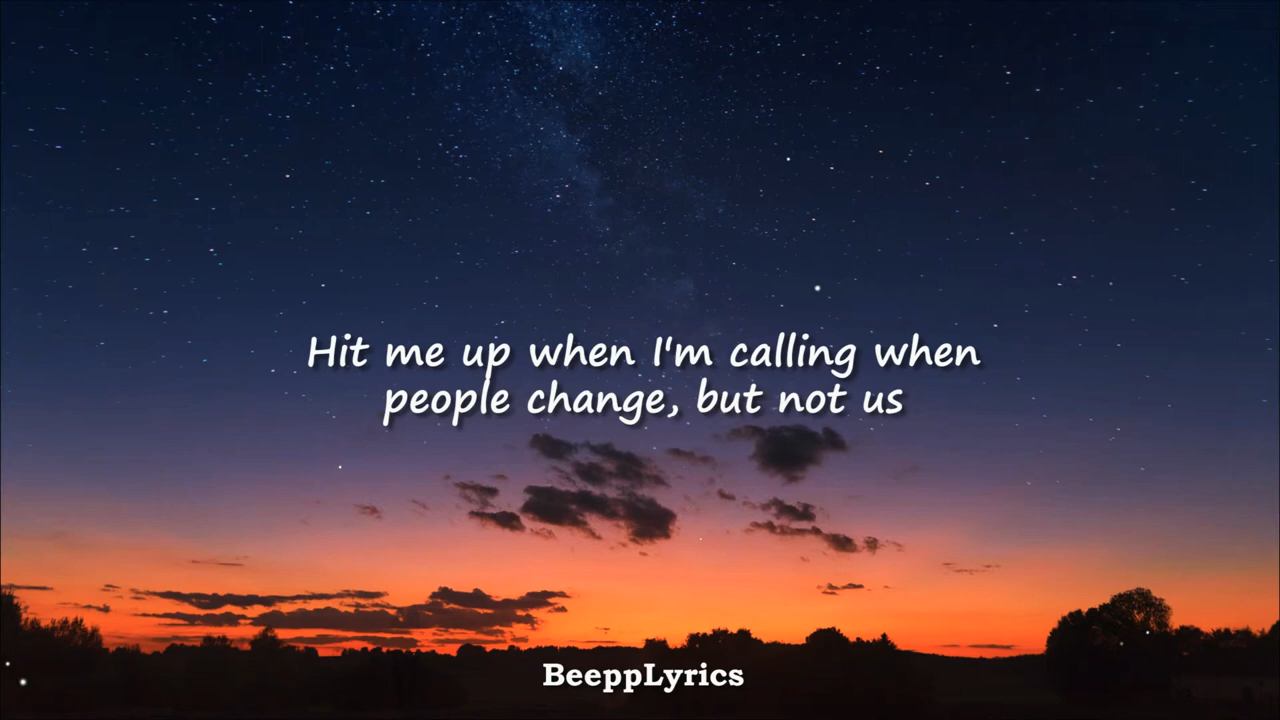 Hit me up when I'm calling when
people change, but not us
BeeppLyrics